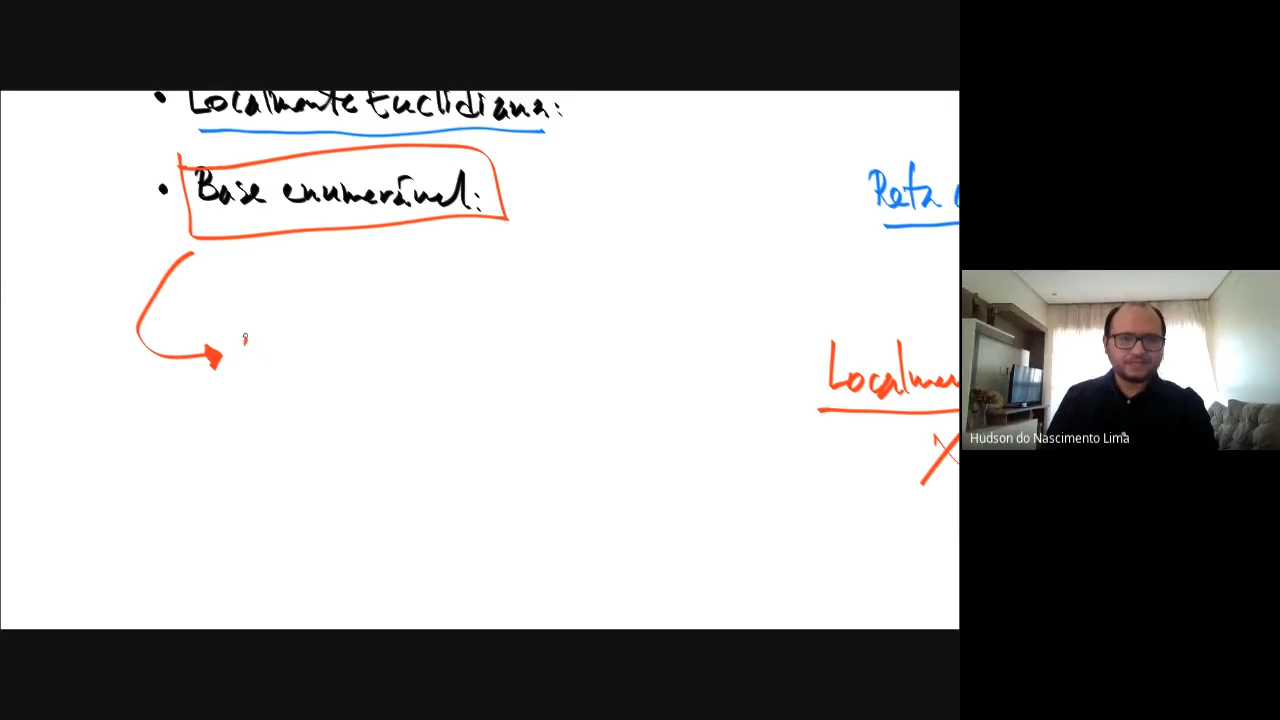 • Localmente Euclidiana:
• Base enumerável:
Reta
Localmen
X
Hudson do Nascimento Lima